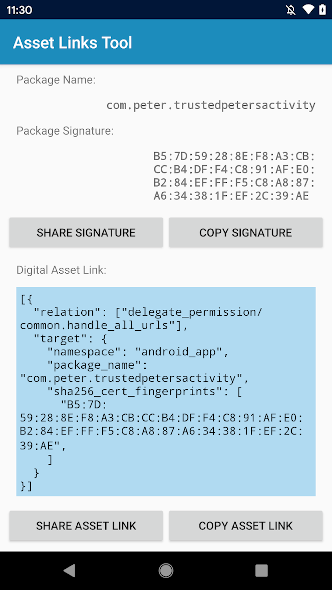 11:30
Asset Links Tool
Package Name:
com.peter.trustedpetersactivity
Package Signature:
B5:7D:59:28:8E:F8:A3:CB:
CC:B4:DF:F4:C8:91:AF:E0:
B2:84:EF:FF:F5:C8:A8:87:
A6:34:38:1F:EF:2C:39:AE
SHARE SIGNATURE COPY SIGNATURE
Digital Asset Link:
[{
"relation": ["delegate_permission/
common.handle_all_urls"],
"target": {
"namespace": "android_app",
"package_name":
"com.peter.trustedpetersactivity",
"sha256_cert_fingerprints": [
"B5:7D:
59:28:8E:F8:A3:CB:CC:B4:DF:F4:C8:91:AF:E0:
B2:84:EF:FF:F5:C8:A8:87:A6:34:38:1F:EF:2C:
39:AE",
]
}
}]
SHARE ASSET LINK COPY ASSET LINK